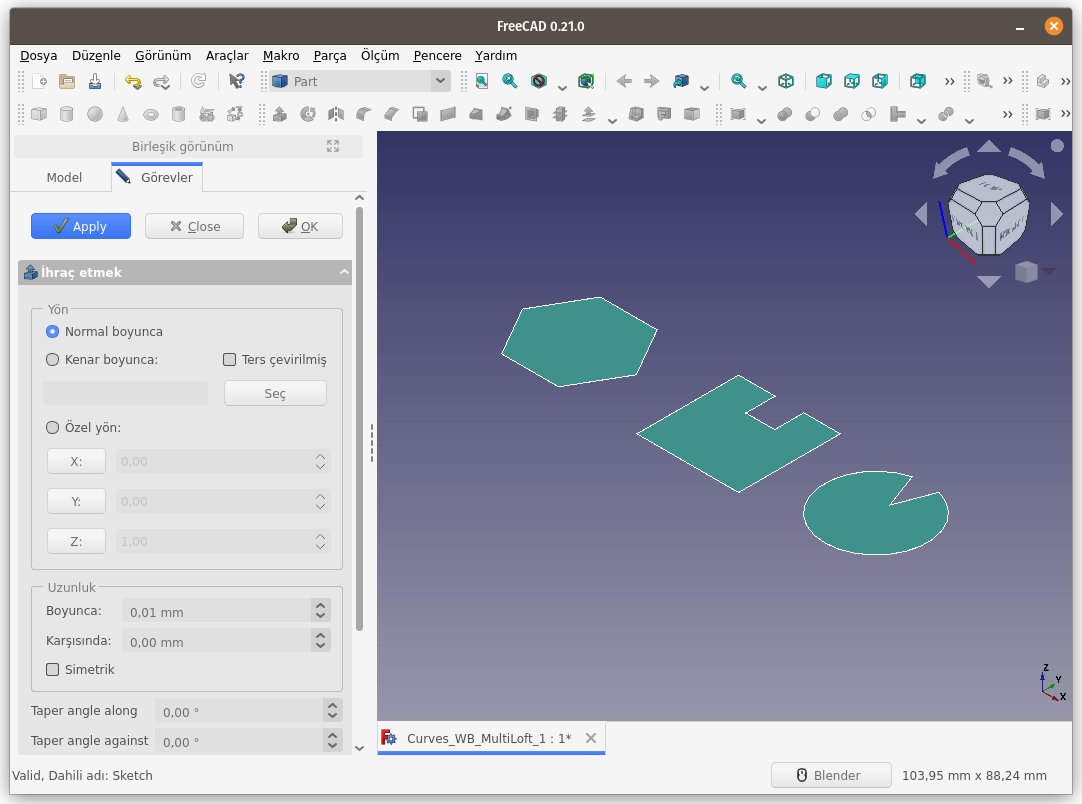 FreeCAD 0.21.0
Dosya Düzenle Görünüm Araçlar Makro Parça Ölçüm Pencere Yardım
Part
Birleşik görünüm
Model Görevler
Apply Close OK
İhraç etmek
Yön
Normal boyunca
Kenar boyunca: Ters çevirilmiş
Seç
Özel yön:
X: 0,00
Y: 0,00
Z: 1,00
Uzunluk
Boyunca: 0,01 mm
Karşısında: 0,00 mm
Simetrik
Taper angle along 0,00 °
Taper angle against 0,00 °
Z
Y
X
Curves_WB_MultiLoft_1 : 1*
Valid, Dahili adı: Sketch Blender 103,95 mm x 88,24 mm